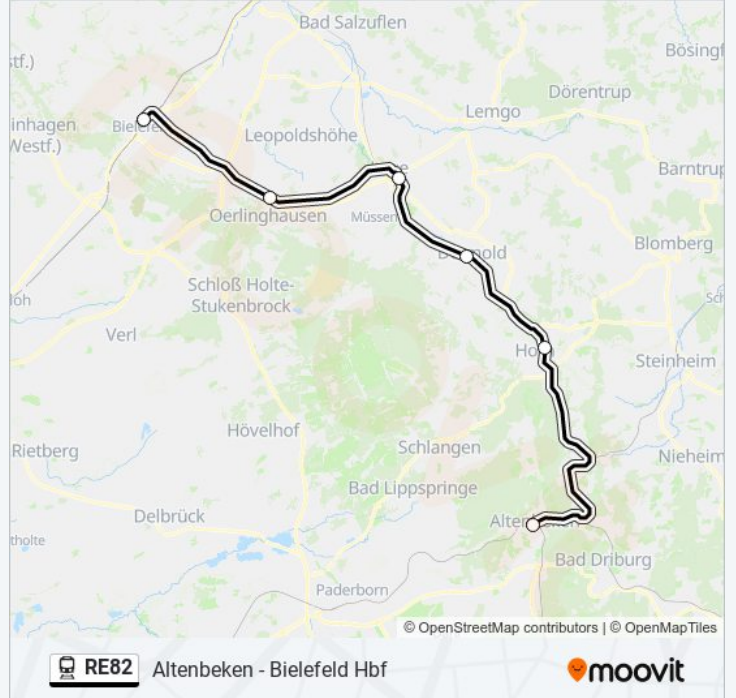 Bad Salzuflen
Bösingf
stf.)
Dörentrup
Lemgo
inhagen
Westf.)
Bielefe
Leopoldshöhe
Barntrup
Oerlinghausen
Müssen
Blomberg
Schloß Holte-
Stukenbrock
Verl
Steinheim
Hövelhof
Schlangen
Rietberg
Nieheim
Bad Lippspringe
Delbrück
tholte
Bad Driburg
Paderborn
© OpenStreetMap contributors | © OpenMapTiles
RE82 Altenbeken - Bielefeld Hbf
moovit